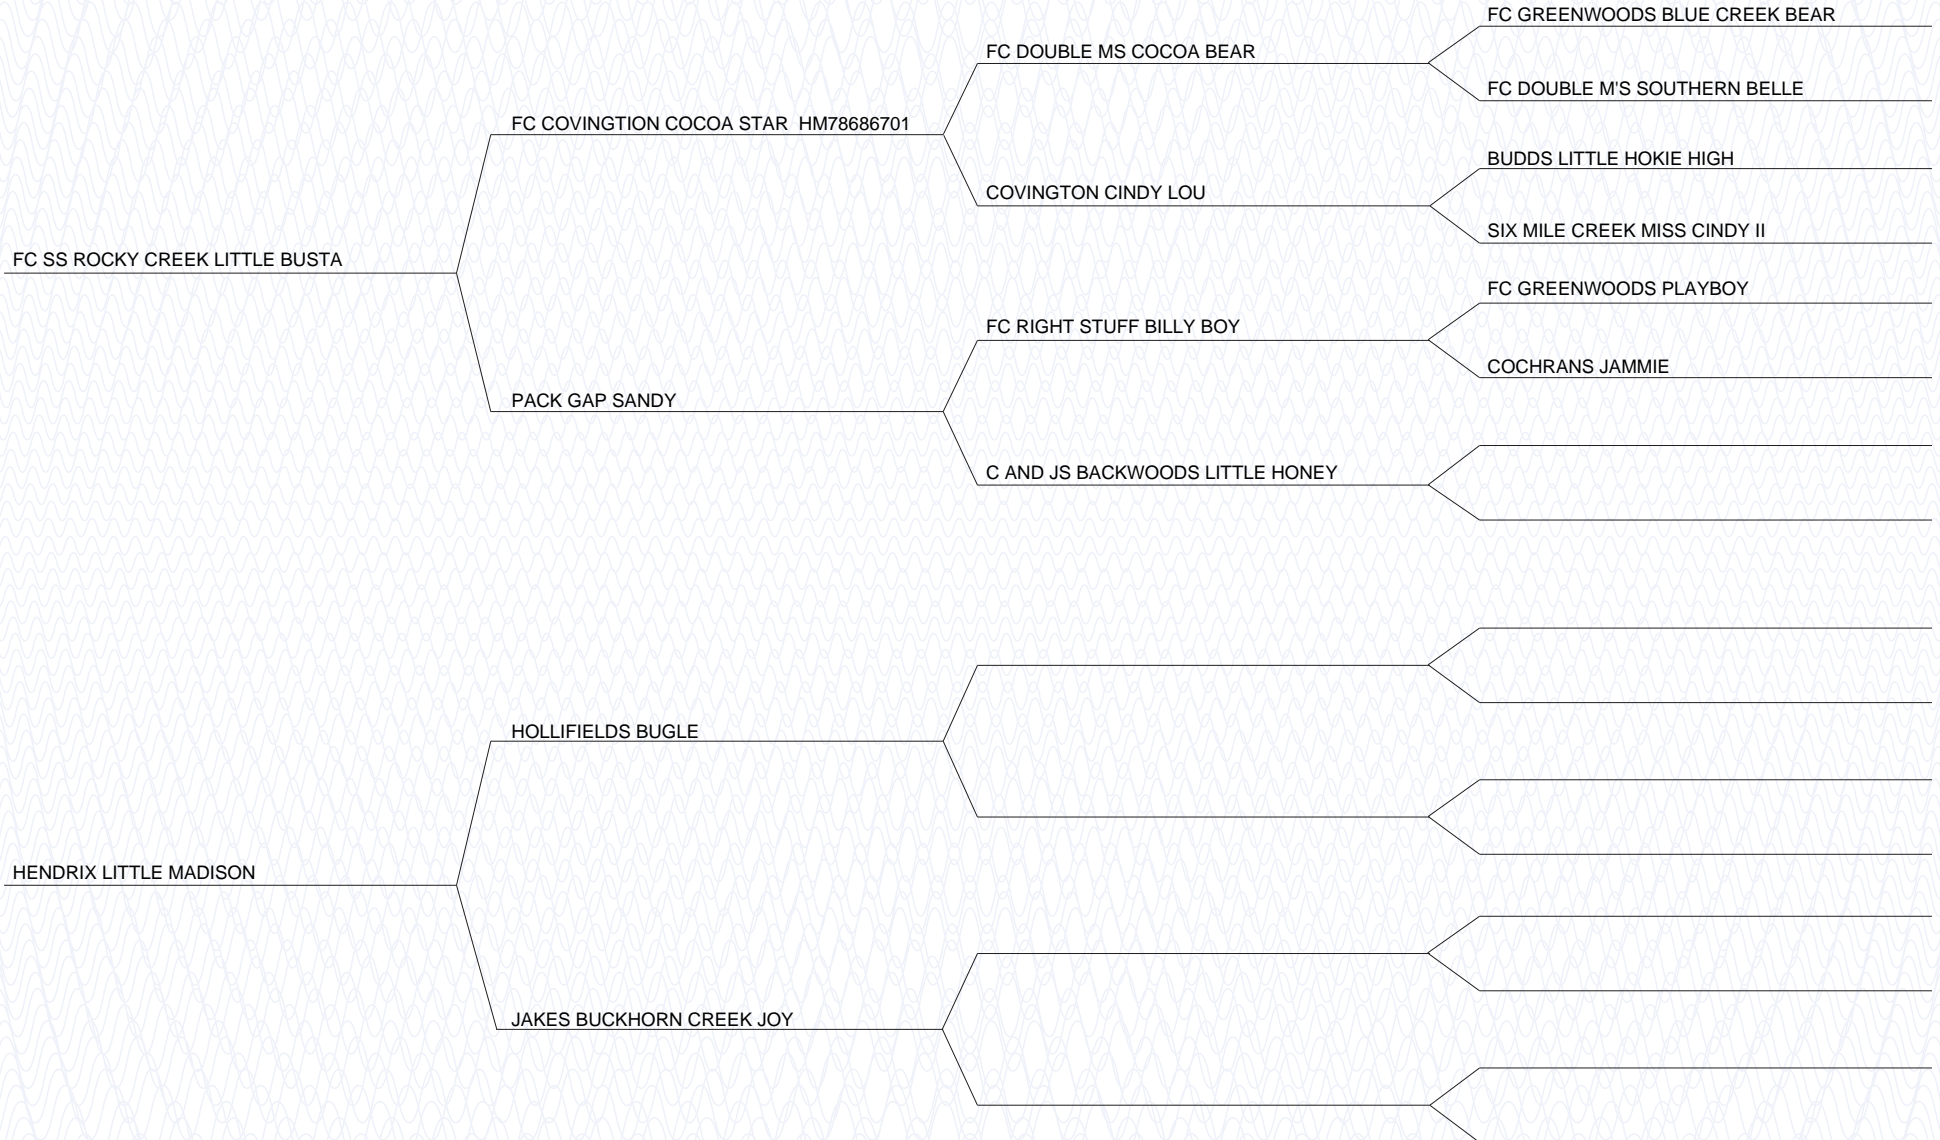 FC GREENWOODS BLUE CREEK BEAR
FC DOUBLE MS COCOA BEAR
FC DOUBLE M'S SOUTHERN BELLE
FC COVINGTION COCOA STAR  HM78686701
BUDDS LITTLE HOKIE HIGH
COVINGTON CINDY LOU
SIX MILE CREEK MISS CINDY II
FC SS ROCKY CREEK LITTLE BUSTA
FC GREENWOODS PLAYBOY
FC RIGHT STUFF BILLY BOY
COCHRANS JAMMIE
PACK GAP SANDY
C AND JS BACKWOODS LITTLE HONEY
HOLLIFIELDS BUGLE
HENDRIX LITTLE MADISON
JAKES BUCKHORN CREEK JOY